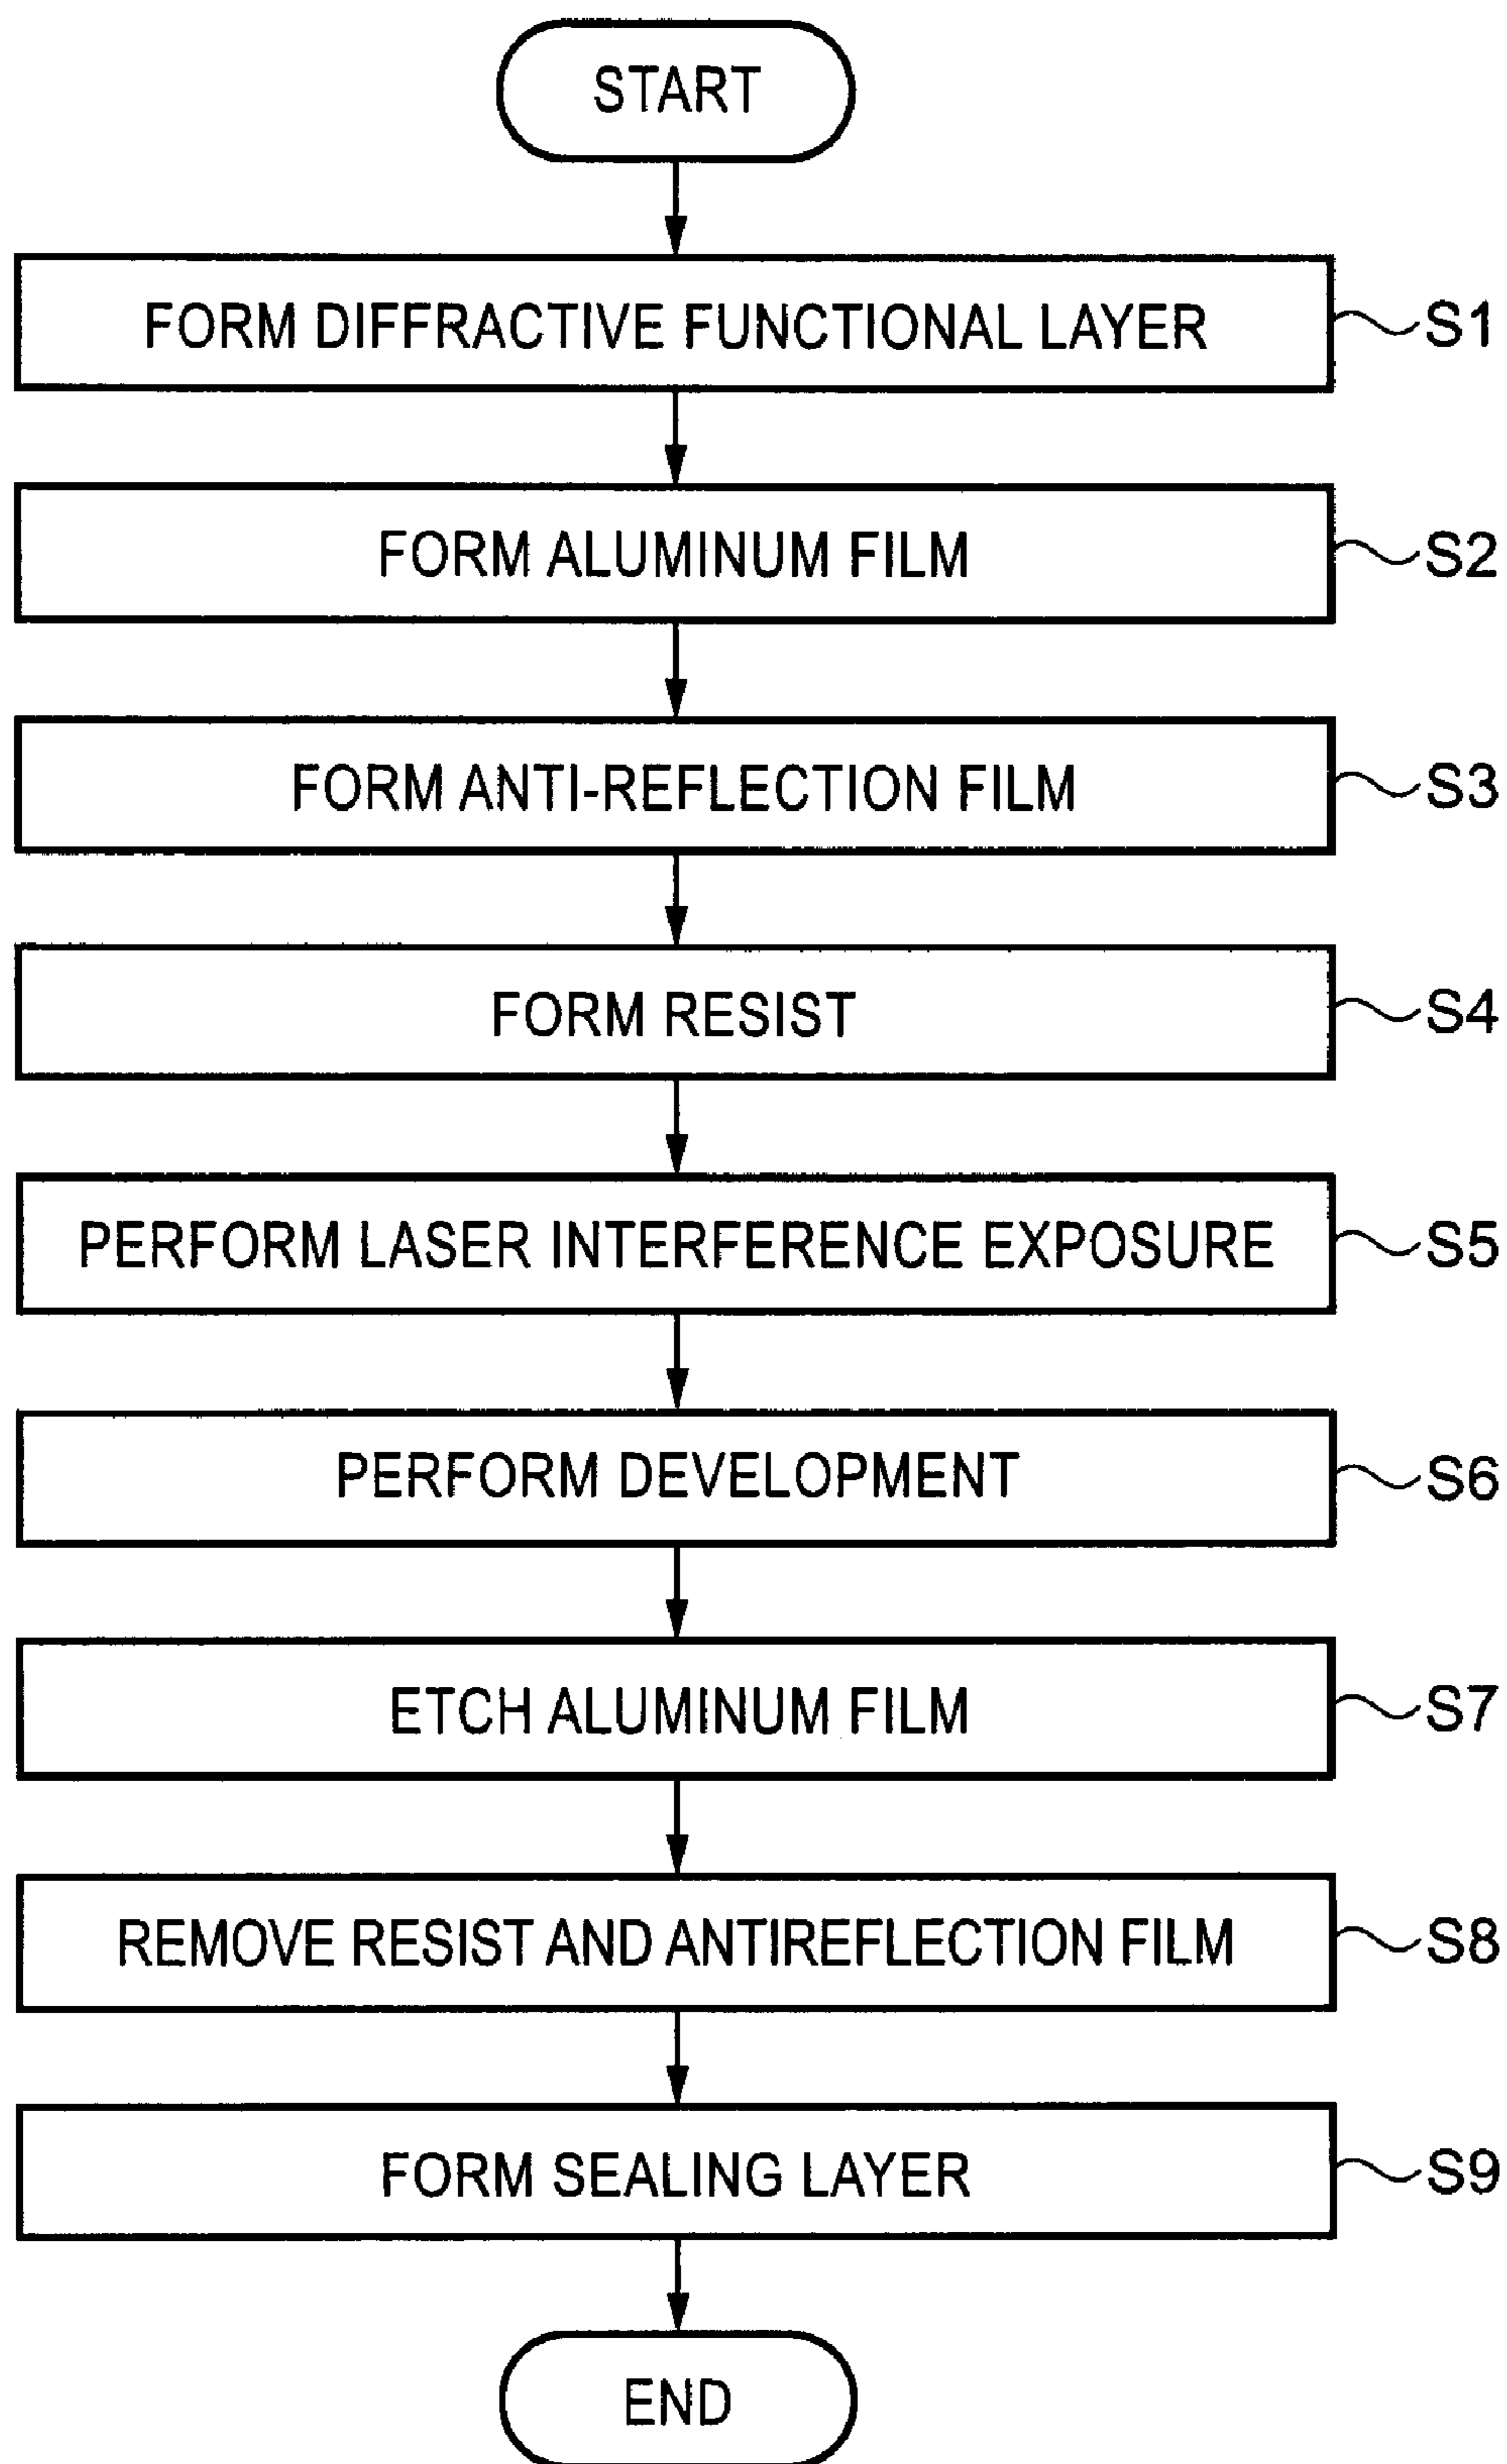 START
FORM DIFFRACTIVE FUNCTIONAL LAYER S1
FORM ALUMINUM FILM S2
FORM ANTI-REFLECTION FILM S3
FORM RESIST S4
PERFORM LASER INTERFERENCE EXPOSURE S5
PERFORM DEVELOPMENT S6
ETCH ALUMINUM FILM S7
REMOVE RESIST AND ANTIREFLECTION FILM S8
FORM SEALING LAYER S9
END